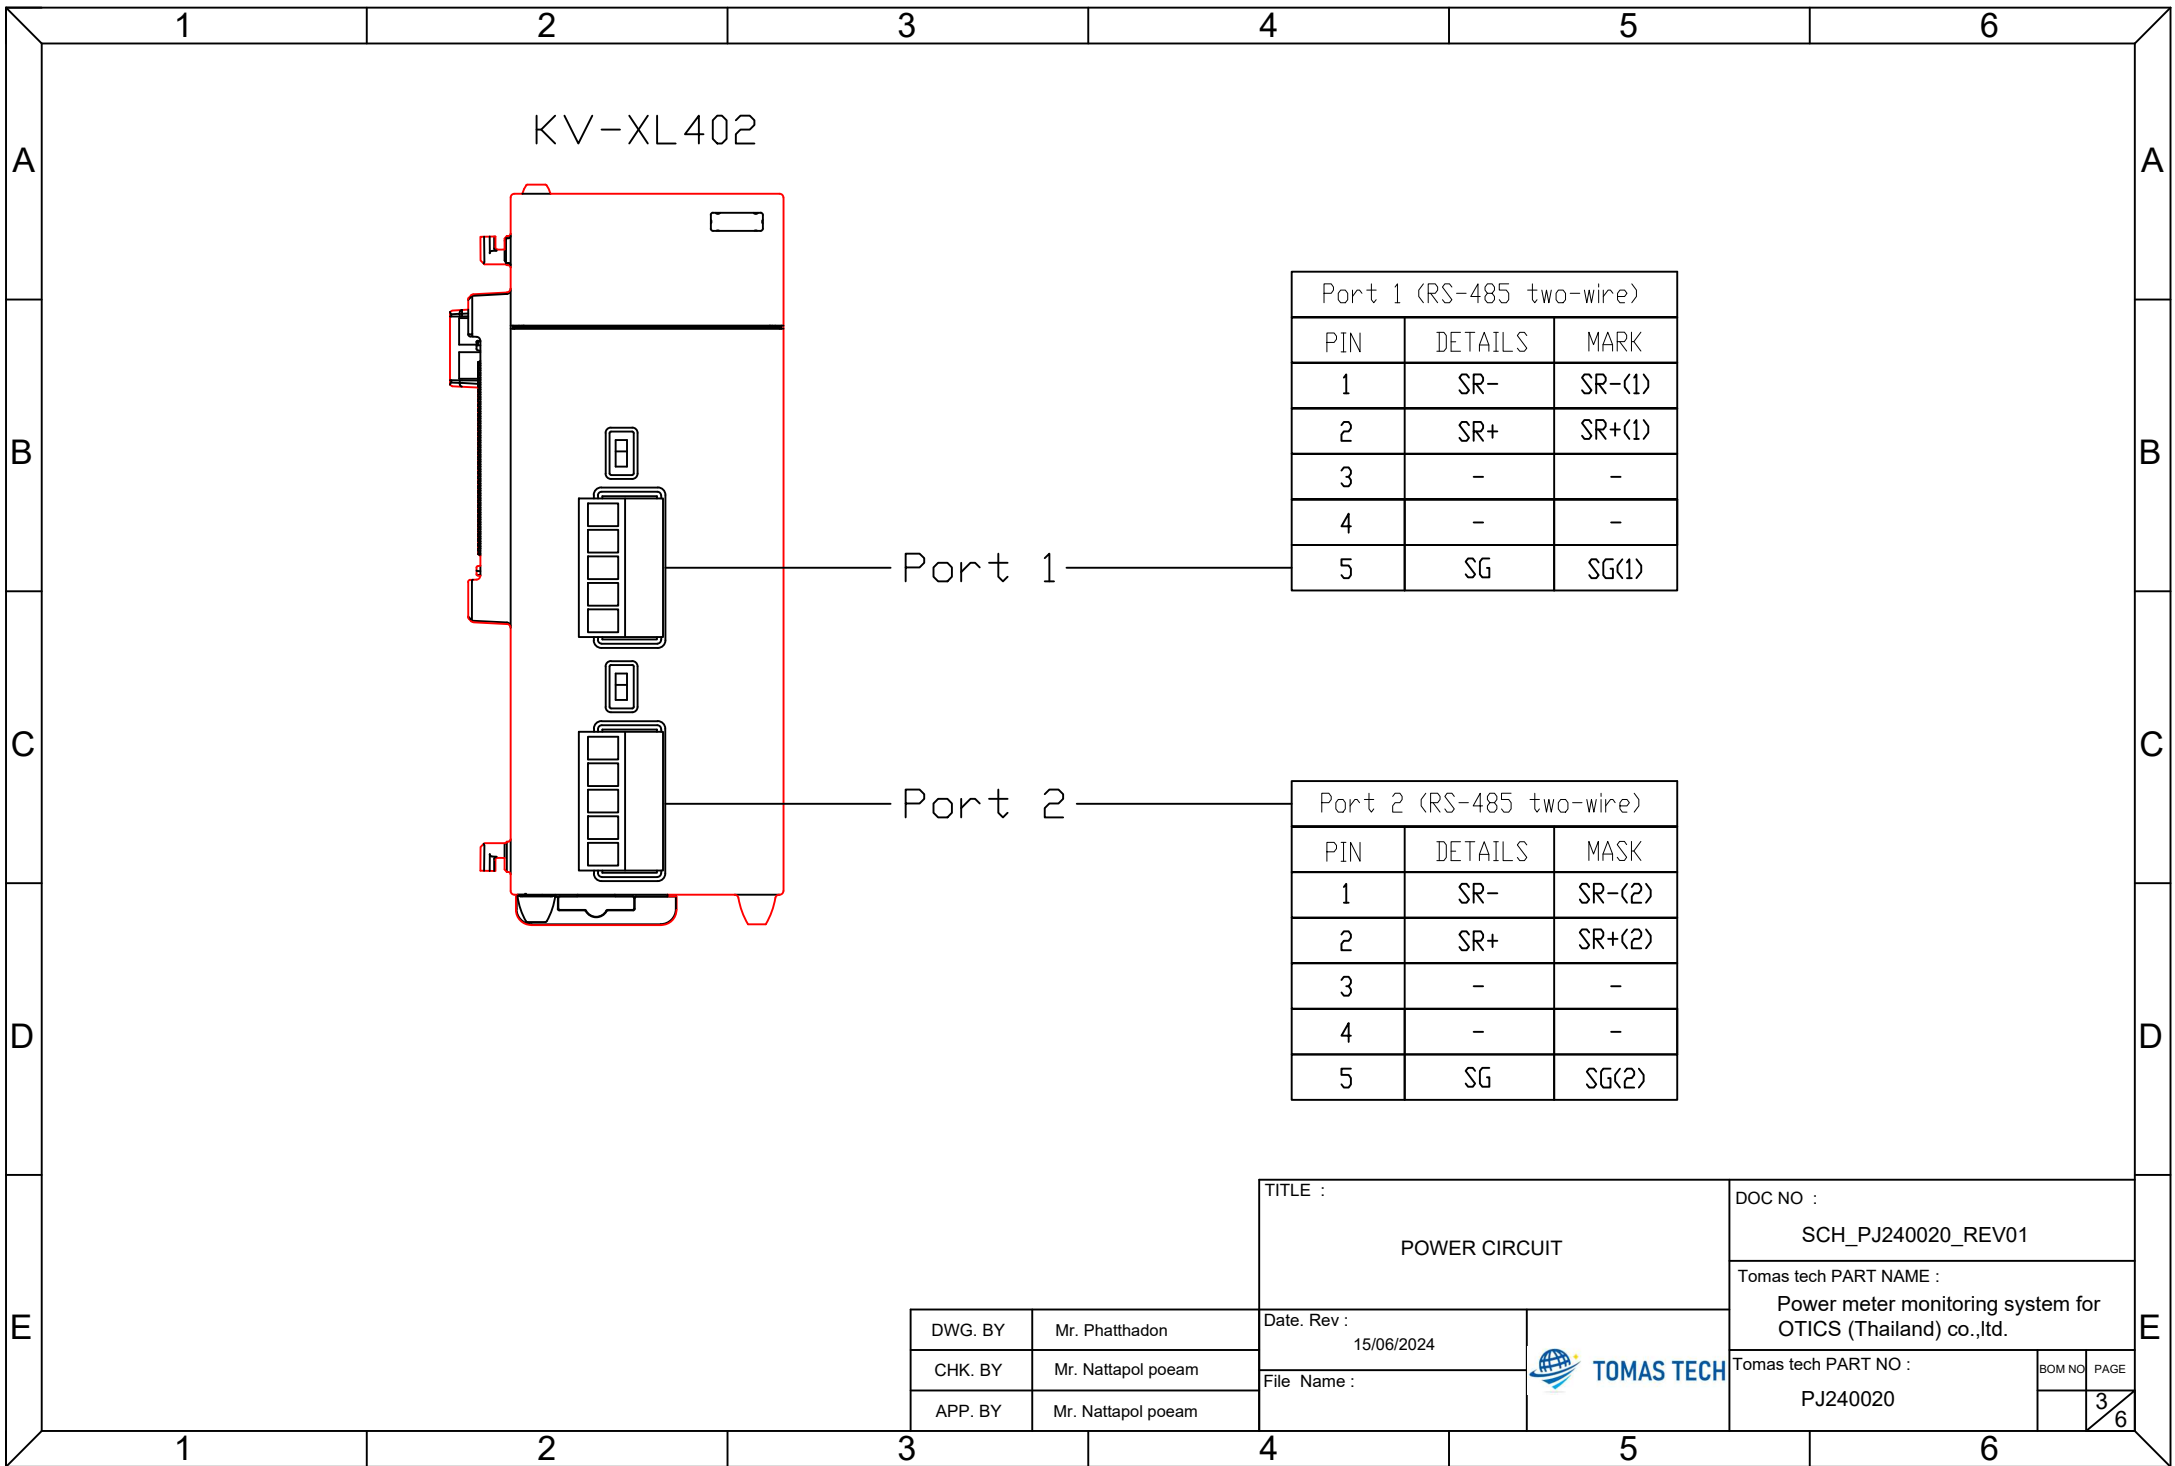 1 2 3 4 5 6
A A
KV-XL402
Port 1 (RS-485 two-wire)
PIN DETAILS MARK
1 SR- SR-(1)
2 SR+ SR+(1)
3 - -
4 - -
5 SG SG(1)
B B
Port 1
C C
Port 2
Port 2 (RS-485 two-wire)
PIN DETAILS MASK
1 SR- SR-(2)
2 SR+ SR+(2)
3 - -
4 - -
5 SG SG(2)
D D
TITLE :
POWER CIRCUIT
DOC NO :
SCH_PJ240020_REV01
Tomas tech PART NAME :
Power meter monitoring system for
OTICS (Thailand) co.,ltd.
E E
DWG. BY Mr. Phatthadon
CHK. BY Mr. Nattapol poeam
APP. BY Mr. Nattapol poeam
Date. Rev :
15/06/2024
File Name :
TOMAS TECH
Tomas tech PART NO :
PJ240020
BOM NO PAGE
3/6
1 2 3 4 5 6